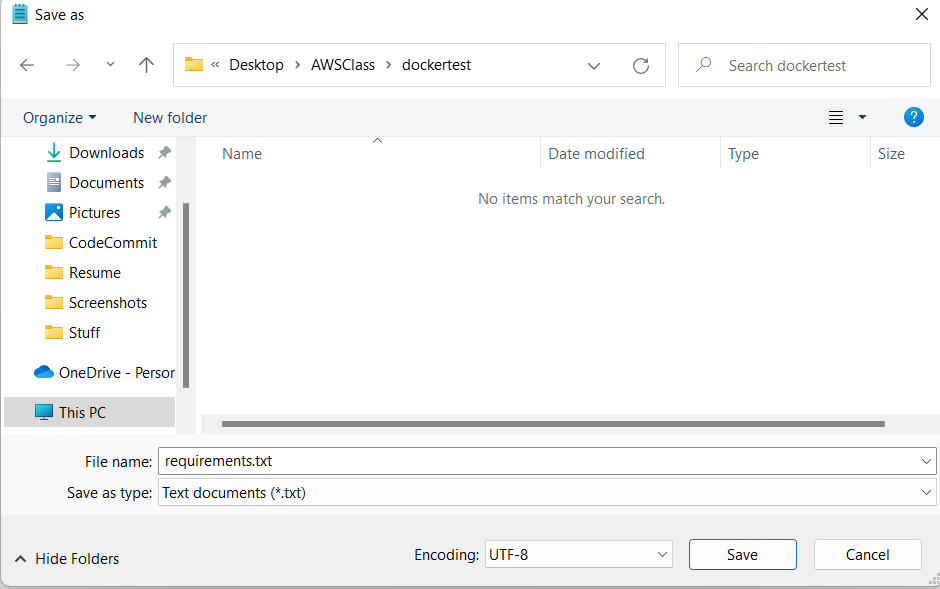 Save as
« Desktop > AWSClass > dockertest
Search dockertest
Organize New folder
?
Downloads
Documents
Pictures
CodeCommit
Resume
Screenshots
Stuff
OneDrive - Person
This PC
Name Date modified Type Size
No items match your search.
File name: requirements.txt
Save as type: Text documents (*.txt)
Hide Folders
Encoding: UTF-8
Save
Cancel